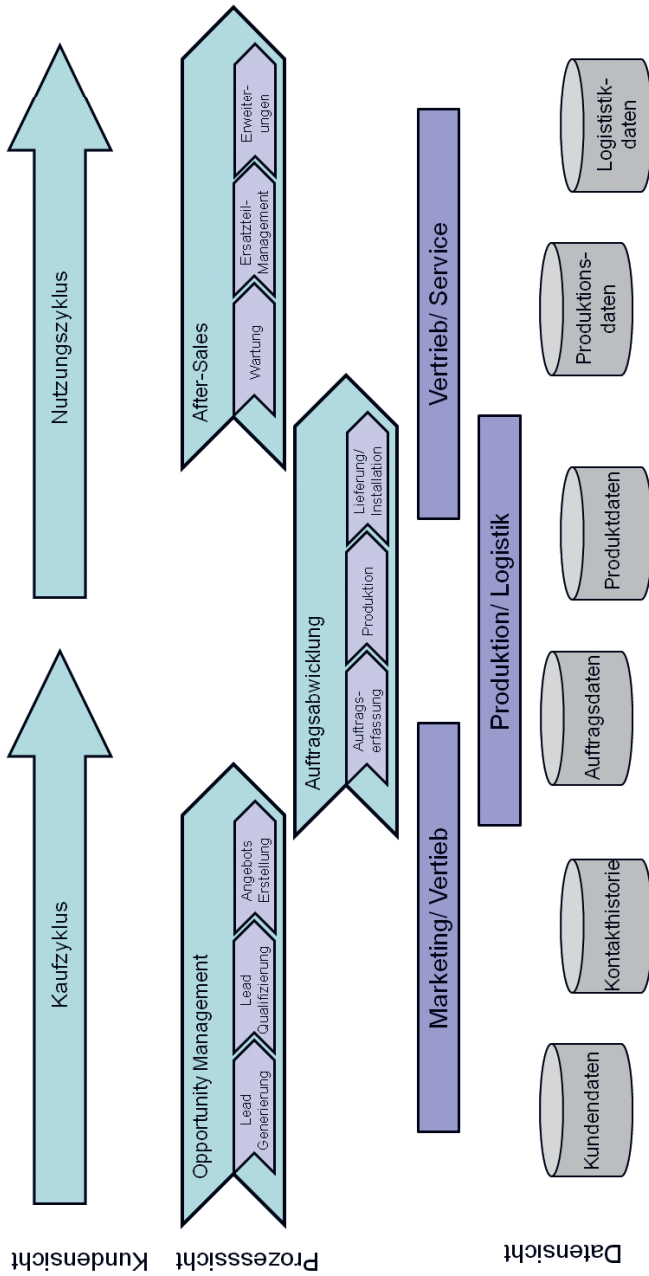 Kundensicht
Kaufzyklus
Nutzungszyklus
Prozesssicht
Opportunity Management
Lead
Generierung
Lead
Qualifizierung
Angebots
Erstellung
After-Sales
Wartung
Ersatzteil-
Management
Erweiter-
ungen
Auftragsabwicklung
Auftrags-
erfassung
Produktion
Lieferung/
Installation
Marketing/ Vertrieb
Vertrieb/ Service
Produktion/ Logistik
Datensicht
Kundendaten
Kontakthistorie
Auftragsdaten
Produktdaten
Produktions-
daten
Logististik-
daten